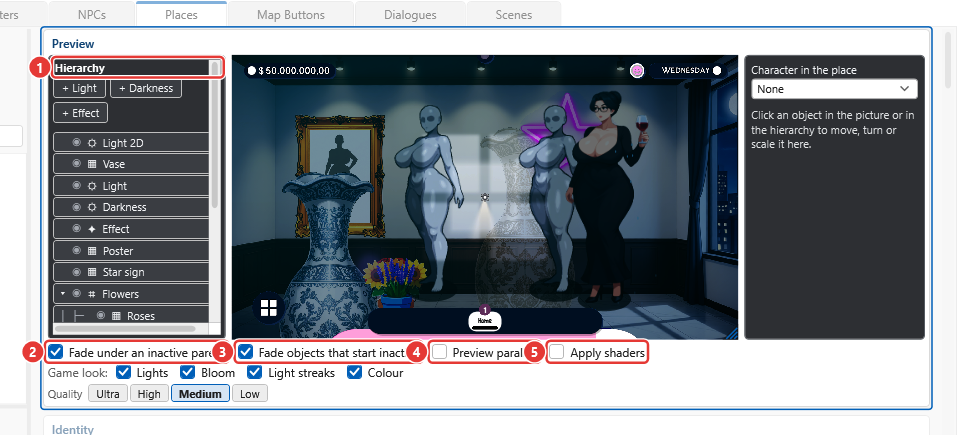 NPCs
Places
Map Buttons
Dialogues
Scenes
Preview
1
Hierarchy
+ Light
+ Darkness
+ Effect
Light 2D
Vase
Light
Darkness
Effect
Poster
Star sign
Flowers
Roses
$ 50.000.000,00
WEDNESDAY
1
Home
Character in the place
None
Click an object in the picture or in
the hierarchy to move, turn or
scale it here.
2
Fade under an inactive
3
Fade objects that start
4
Preview
5
Apply shaders
Game look:
Lights
Bloom
Light streaks
Colour
Quality
Ultra
High
Medium
Low
Identity